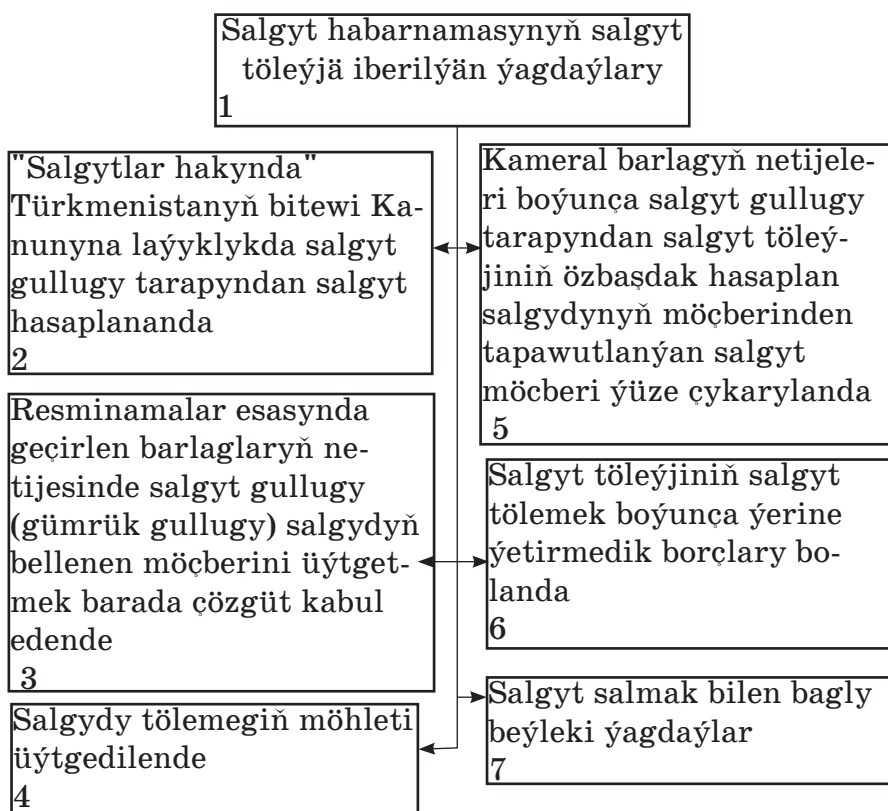 Salgyt habarnamasynyň salgyt
töleýjä iberilýän ýagdaýlary
1
"Salgytlar hakynda"
Türkmenistanyň bitewi Ka-
nunyna laýyklykda salgyt
gullugy tarapyndan salgyt
hasaplananda
2
Resminamalar esasynda
geçirlen barlaglaryň ne-
tijesinde salgyt gullugy
(gümrük gullugy) salgydyň
bellenen möçberini üýtget-
mek barada çözgüt kabul
edende
3
Salgydy tölemegiň möhleti
üýtgedilende
4
Kameral barlagyň netijele-
ri boýunça salgyt gullugy
tarapyndan salgyt töleý-
jiniň özbaşdak hasaplan
salgydynyň möçberinden
tapawutlanýan salgyt
möcberi ýüze çykarylanda
5
Salgyt töleýjiniň salgyt
tölemek boýunça ýerine
ýetirmedik borçlary bo-
landa
6
Salgyt salmak bilen bagly
beýleki ýagdaýlar
7